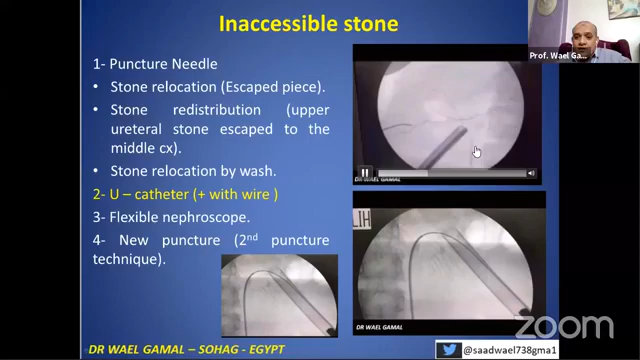 Inaccessible stone
Prof. Wael Ga...
1- Puncture Needle
• Stone relocation (Escaped piece).
• Stone redistribution (upper
ureteral stone escaped to the
middle cx).
• Stone relocation by wash.
2- U – catheter (+ with wire )
3- Flexible nephroscope.
4- New puncture (2nd puncture
technique).
DR WAEL GAMAL
LIH
DR WAEL GAMAL
zoom
DR WAEL GAMAL - SOHAG - EGYPT
@saadwael738gma1